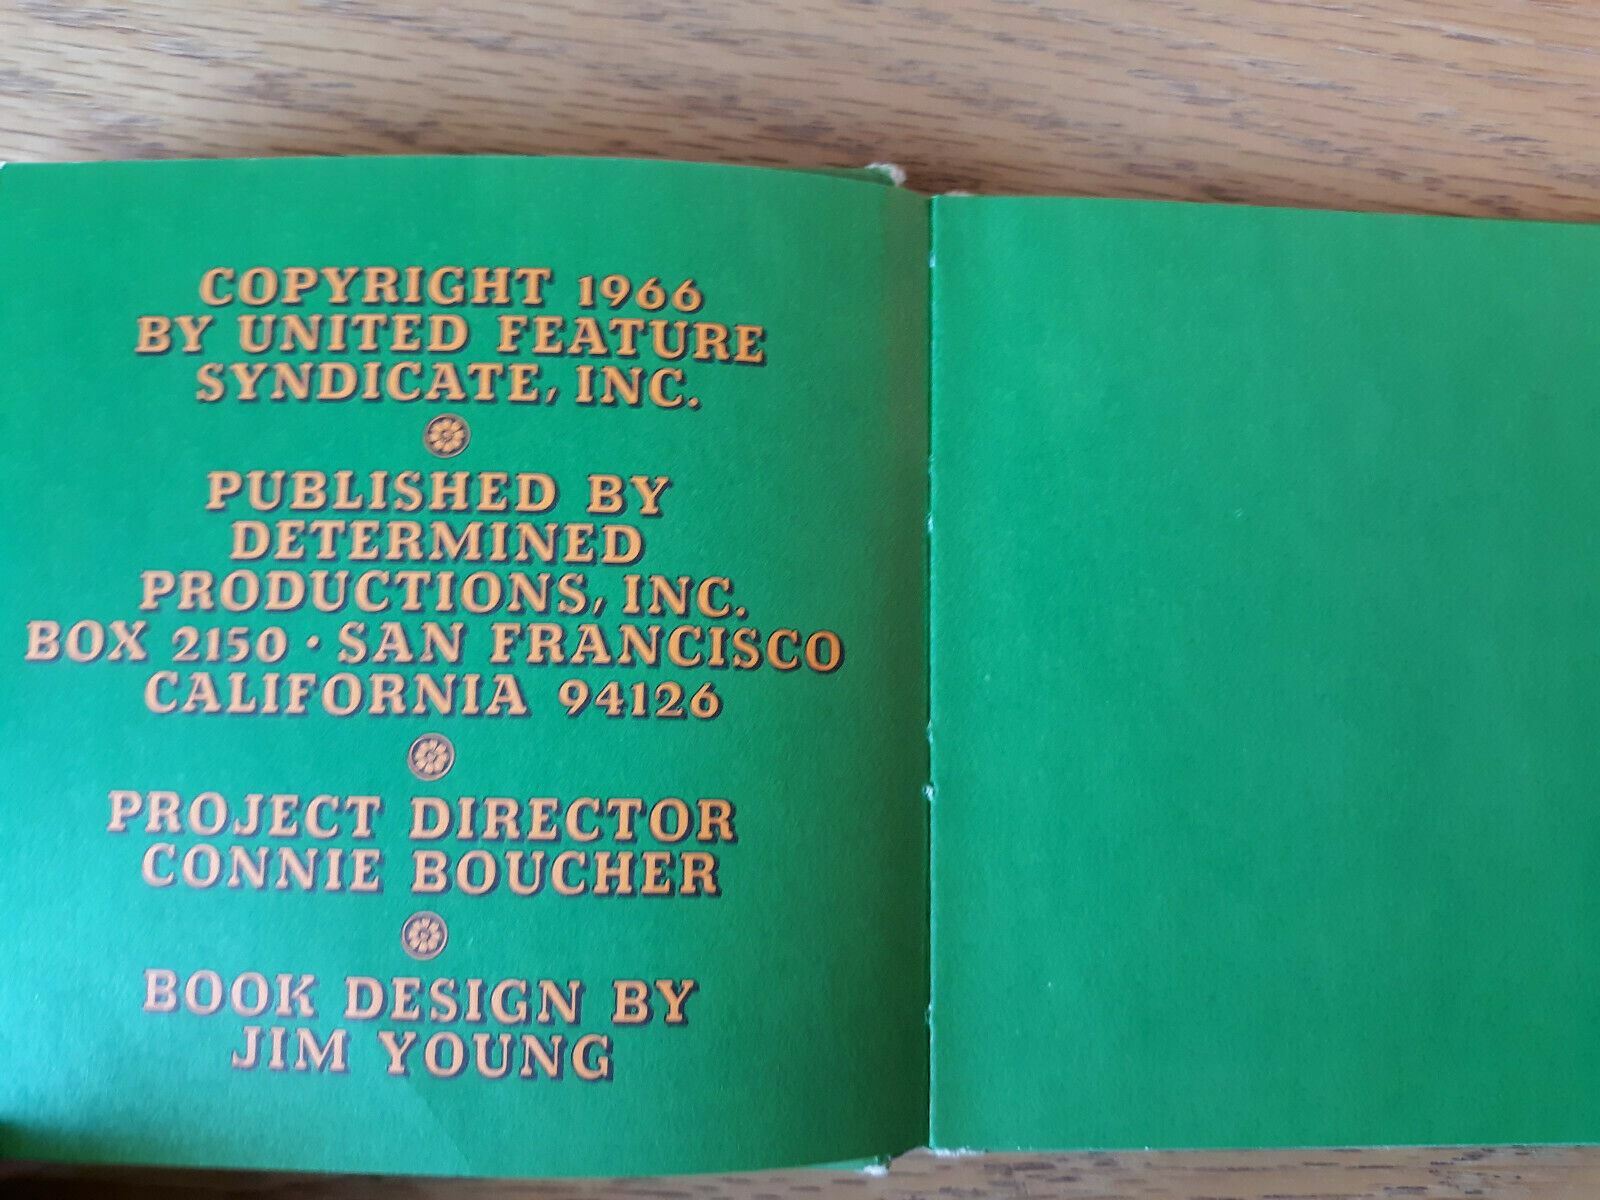 COPYRIGHT 1966
BY UNITED FEATURE
SYNDICATE, INC.
PUBLISHED BY
DETERMINED
PRODUCTIONS, INC.
BOX 2150 · SAN FRANCISCO
CALIFORNIA 94126
PROJECT DIRECTOR
CONNIE BOUCHER
BOOK DESIGN BY
JIM YOUNG